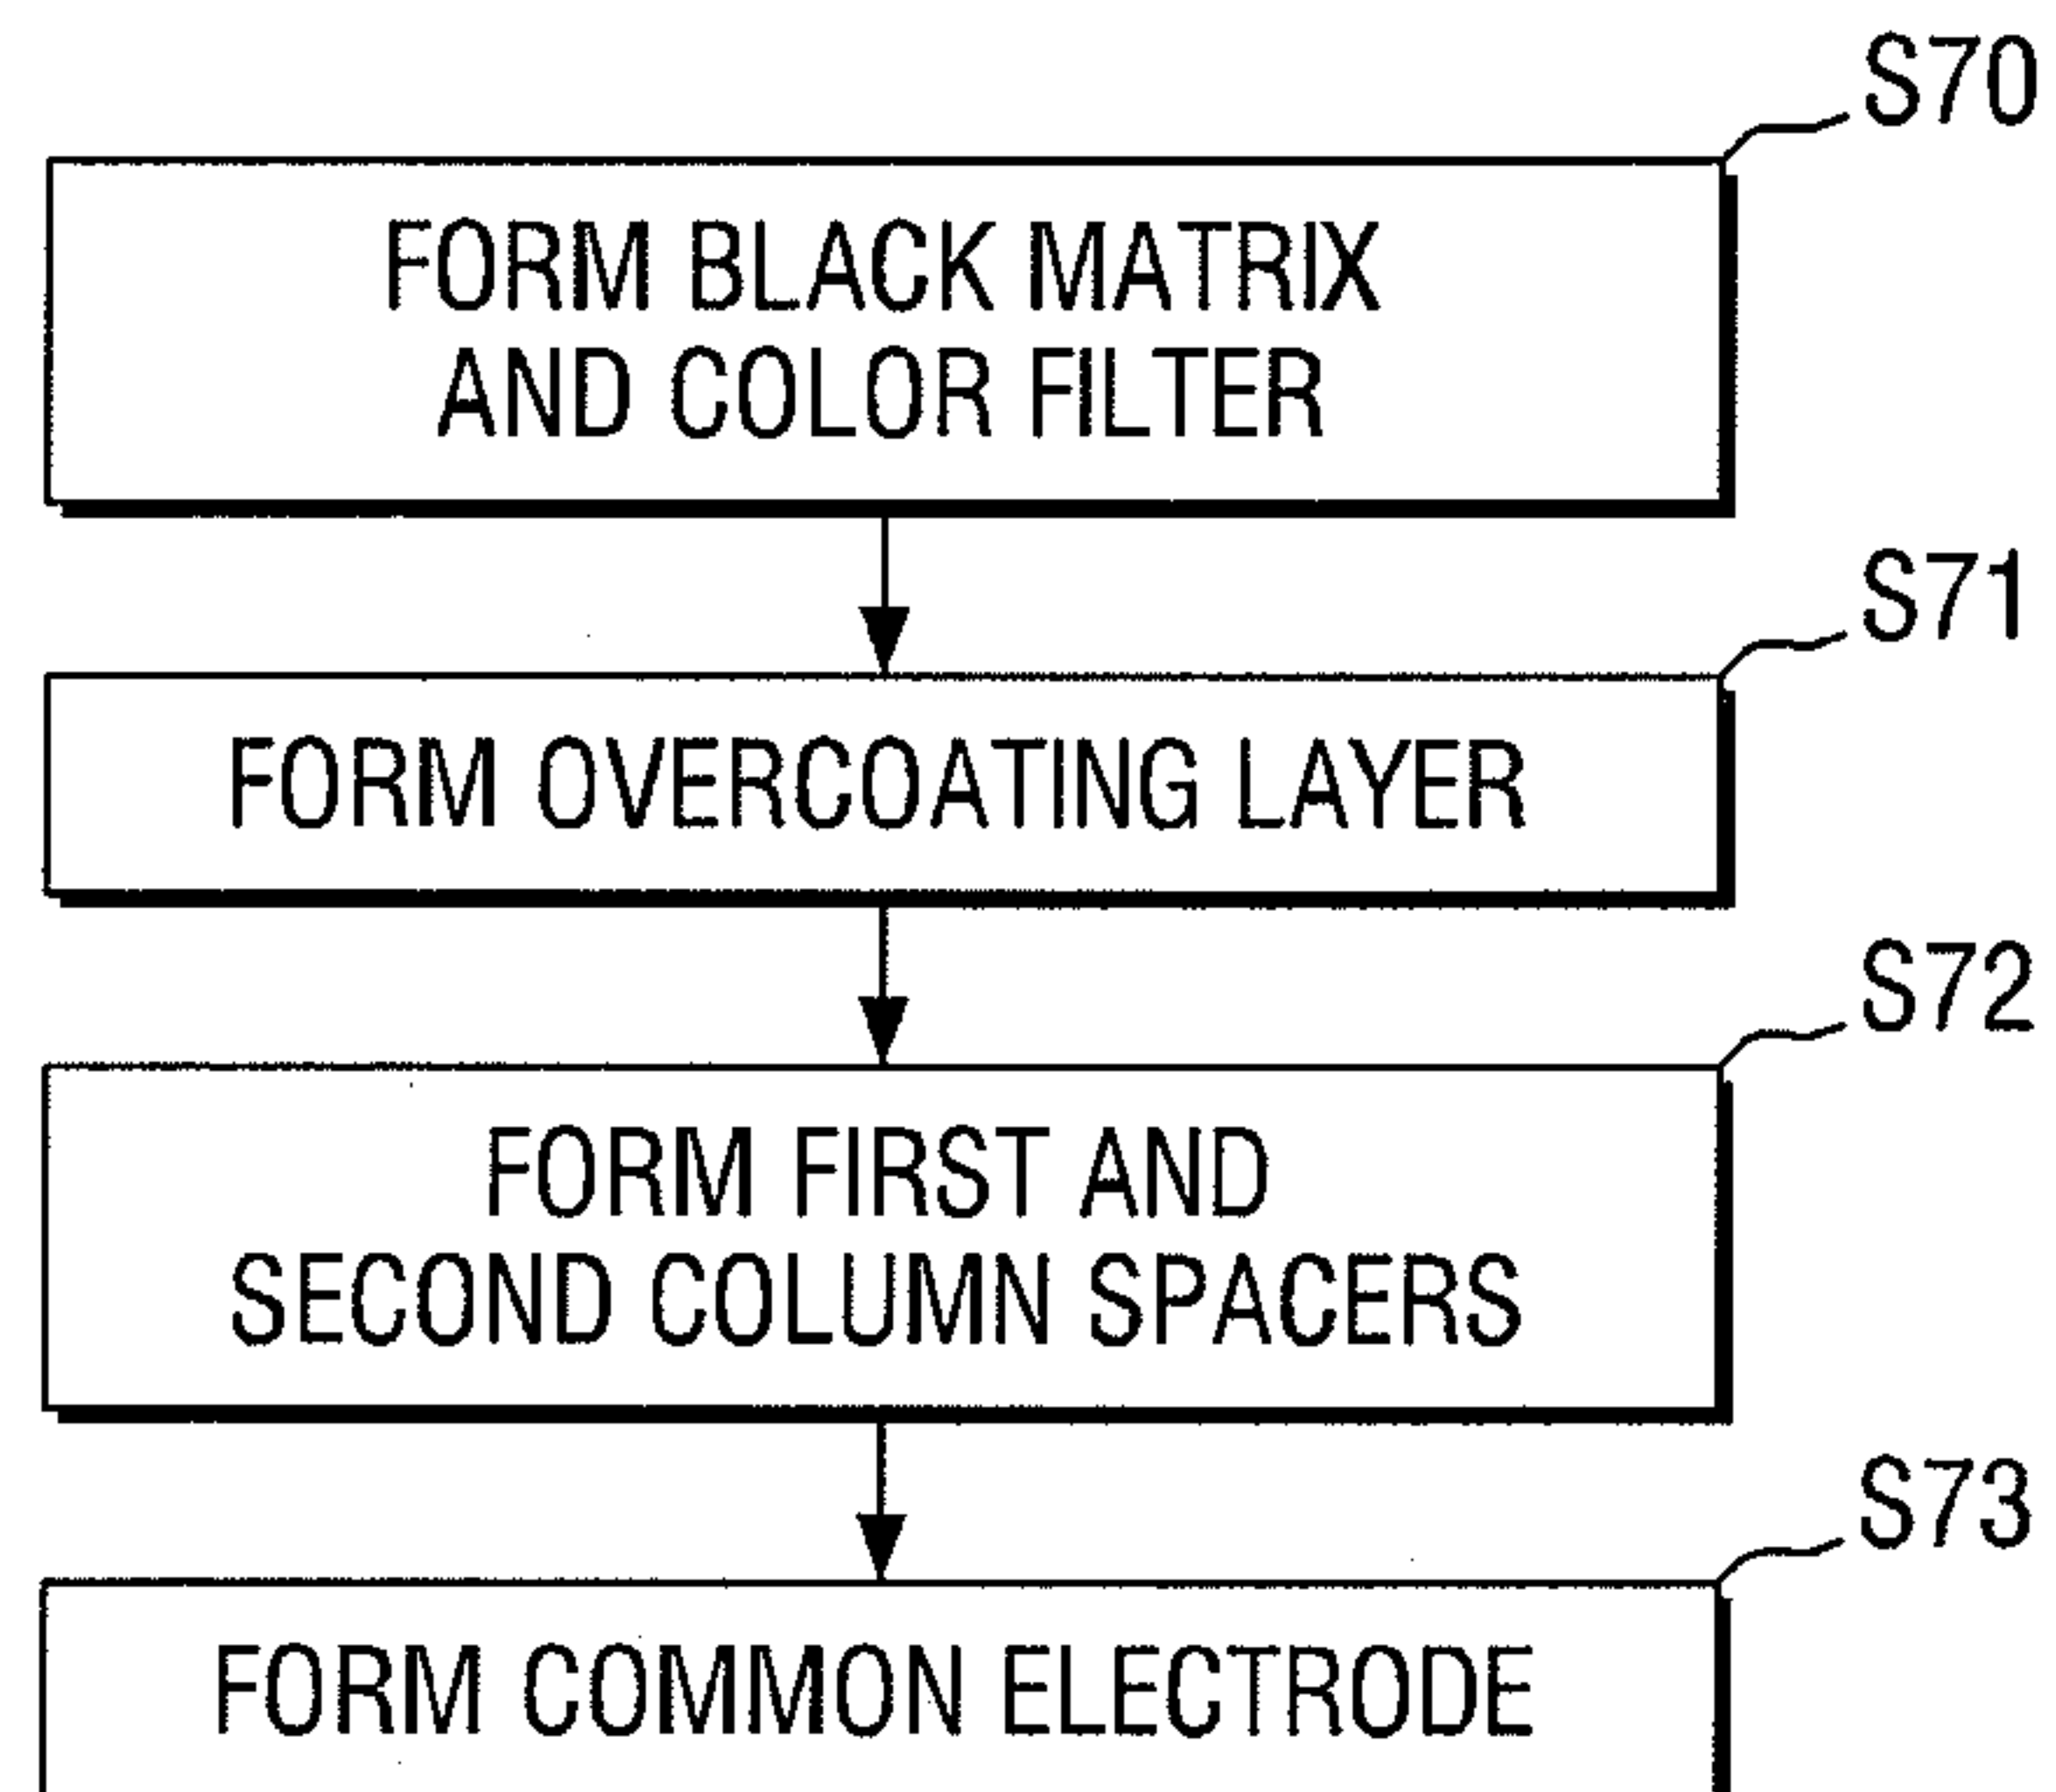 S70
FORM BLACK MATRIX
AND COLOR FILTER
S71
FORM OVERCOATING LAYER
S72
FORM FIRST AND
SECOND COLUMN SPACERS
S73
FORM COMMON ELECTRODE